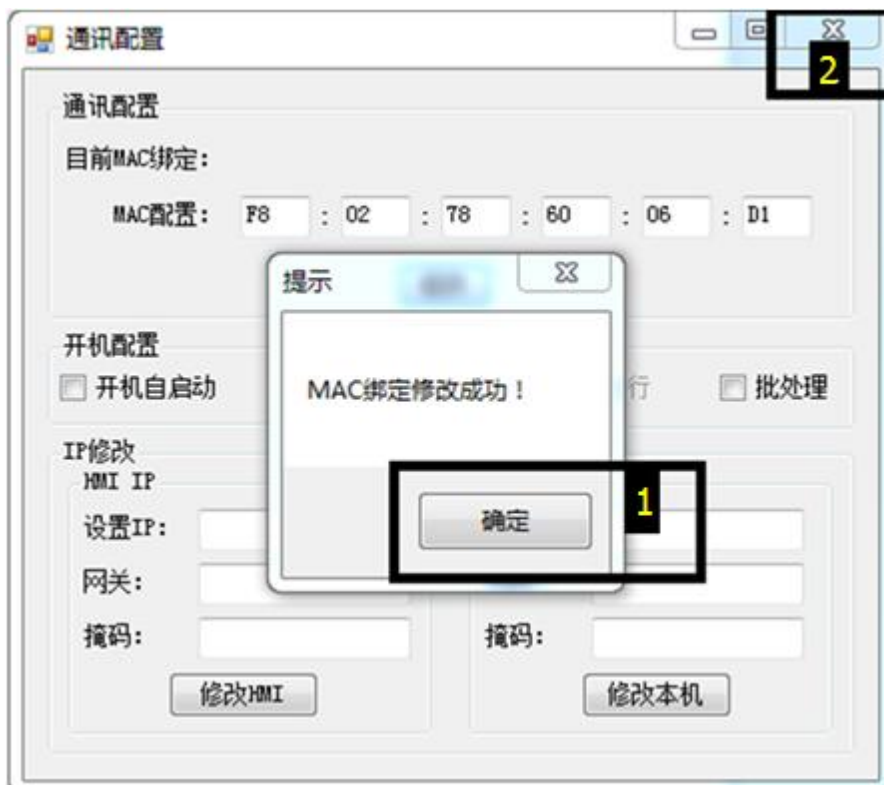 通讯配置
2
通讯配置
目前MAC绑定:
MAC配置: F8 : 02 : 78 : 60 : 06 : D1
提示
开机配置
开机自启动 行 批处理
MAC绑定修改成功！
IP修改
HMI IP
确定 1
设置IP:
网关:
掩码: 掩码:
修改HMI 修改本机